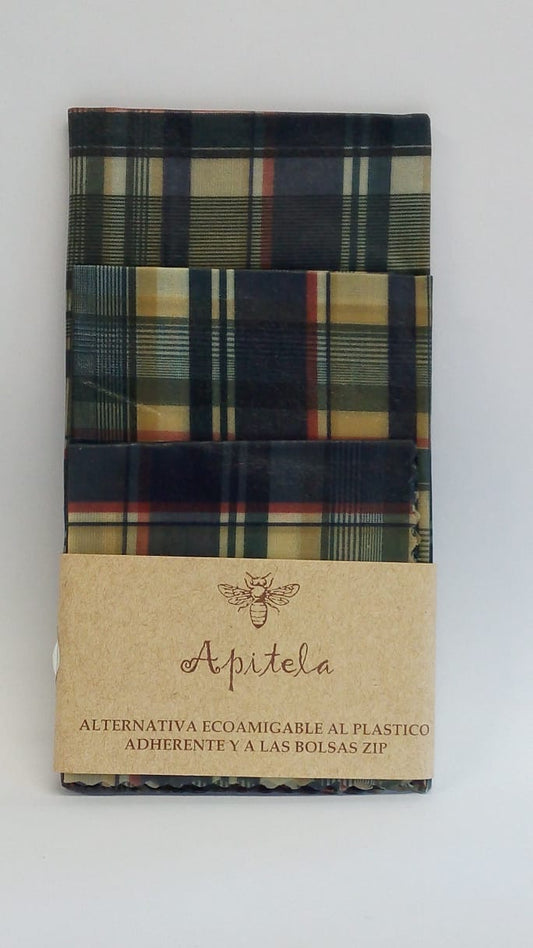 Apitela
ALTERNATIVA ECOAMIGABLE AL PLASTICO
ADHERENTE Y A LAS BOLSAS ZIP